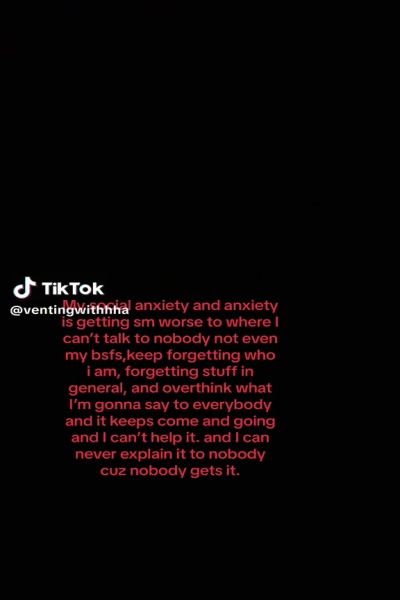 TikTok
@ventingwithhha
My social anxiety and anxiety
is getting sm worse to where I
can't talk to nobody not even
my bsfs,keep forgetting who
i am, forgetting stuff in
general, and overthink what
I'm gonna say to everybody
and it keeps come and going
and I can't help it. and I can
never explain it to nobody
cuz nobody gets it.